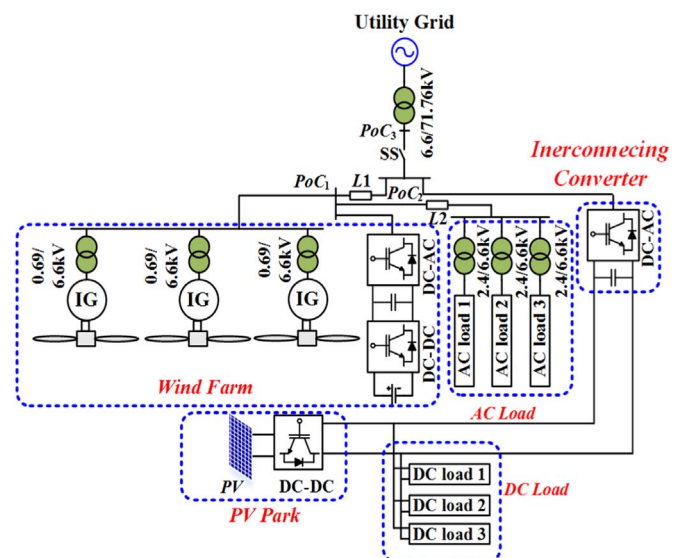 Utility Grid
6.6/71.76kV
PoC3
SS
Inerconnecing
Converter
PoC1
L1
PoC2
L2
DC-AC
0.69/
6.6kV
0.69/
6.6kV
0.69/
6.6kV
DC-AC
2.4/6.6kV
2.4/6.6kV
2.4/6.6kV
IG
IG
IG
DC-DC
AC load 1
AC load 2
AC load 3
Wind Farm
AC Load
PV
DC-DC
PV Park
DC load 1
DC load 2
DC load 3
DC Load